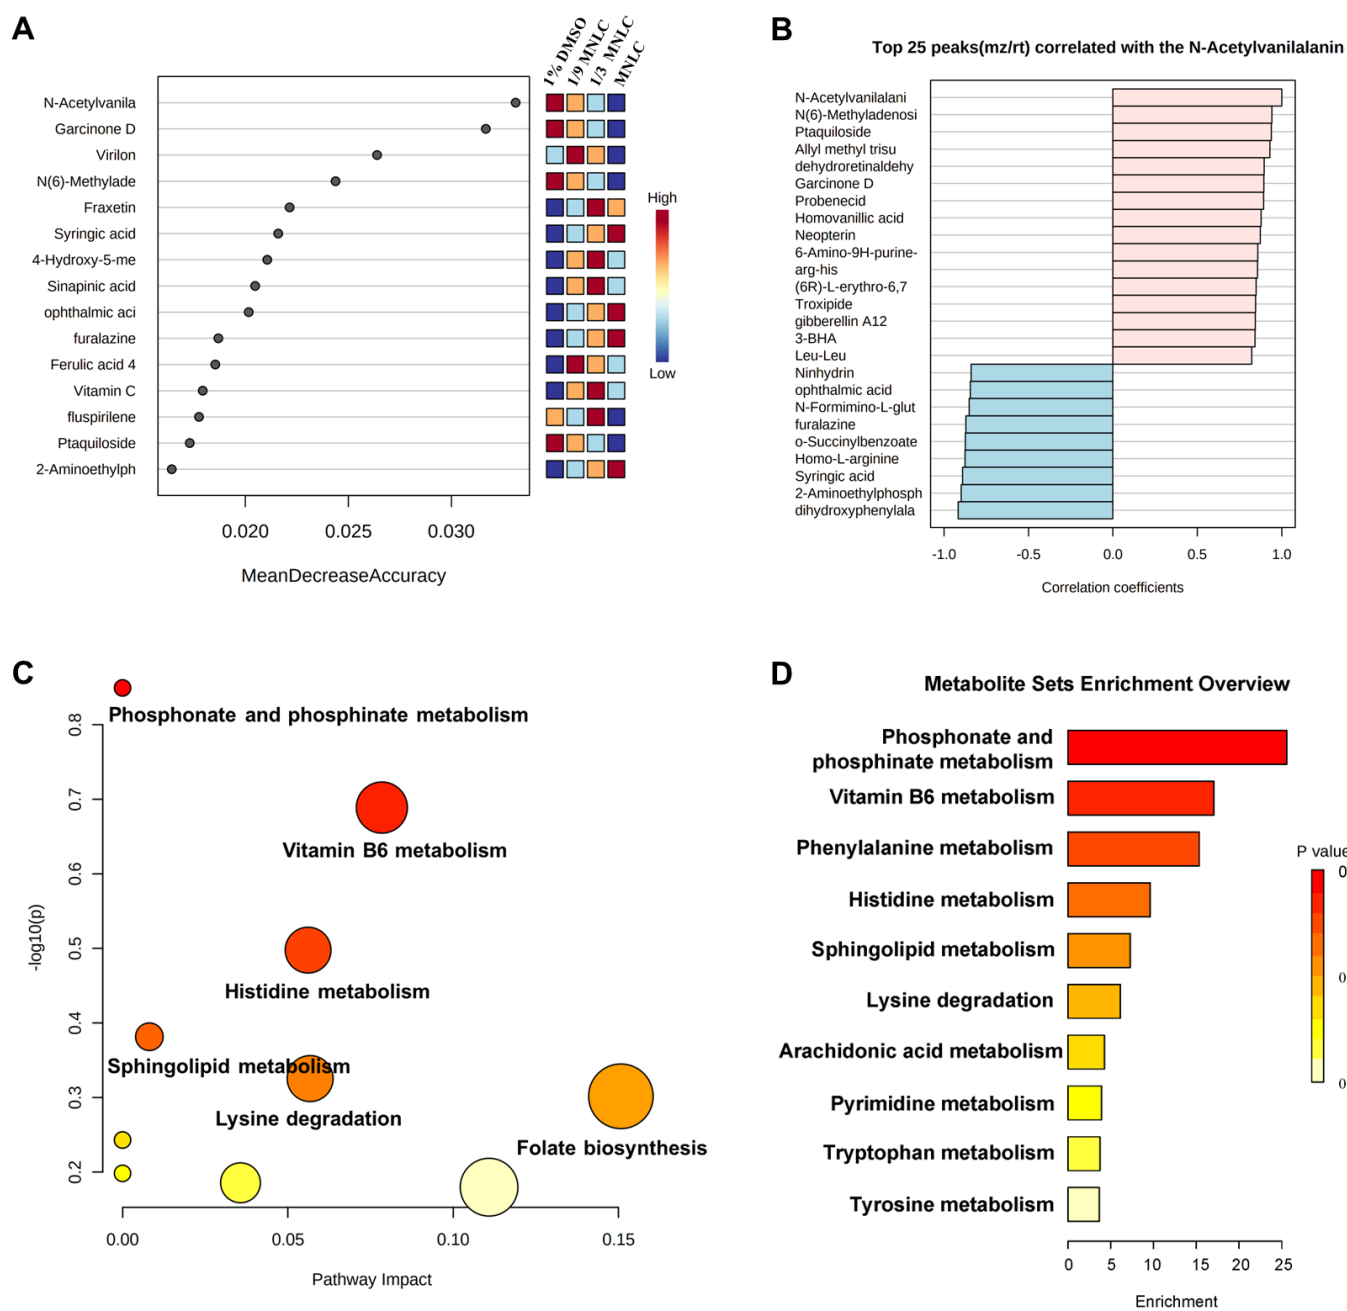 A
1% DMSO
1/9 MNLC
1/3 MNLC
MNLC
N-Acetylvanila
Garcinone D
Virilon
N(6)-Methylade
Fraxetin
Syringic acid
4-Hydroxy-5-me
Sinapinic acid
ophthalmic aci
furalazine
Ferulic acid 4
Vitamin C
fluspirilene
Ptaquiloside
2-Aminoethylph
High
Low
0.020 0.025 0.030
MeanDecreaseAccuracy
B
Top 25 peaks(mz/rt) correlated with the N-Acetylvanilalanin
N-Acetylvanilalani
N(6)-Methyladenosi
Ptaquiloside
Allyl methyl trisu
dehydroretinaldehy
Garcinone D
Probenecid
Homovanillic acid
Neopterin
6-Amino-9H-purine-
arg-his
(6R)-L-erythro-6,7
Troxipide
gibberellin A12
3-BHA
Leu-Leu
Ninhydrin
ophthalmic acid
N-Formimino-L-glut
furalazine
o-Succinylbenzoate
Homo-L-arginine
Syringic acid
2-Aminoethylphosph
dihydroxyphenylala
-1.0 -0.5 0.0 0.5 1.0
Correlation coefficients
C
Phosphonate and phosphinate metabolism
Vitamin B6 metabolism
Histidine metabolism
Sphingolipid metabolism
Lysine degradation
Folate biosynthesis
0.8
0.7
0.6
0.5
0.4
0.3
0.2
-log10(p)
0.00 0.05 0.10 0.15
Pathway Impact
D
Metabolite Sets Enrichment Overview
Phosphonate and
phosphinate metabolism
Vitamin B6 metabolism
Phenylalanine metabolism
Histidine metabolism
Sphingolipid metabolism
Lysine degradation
Arachidonic acid metabolism
Pyrimidine metabolism
Tryptophan metabolism
Tyrosine metabolism
P value
0
0
0
0 5 10 15 20 25
Enrichment